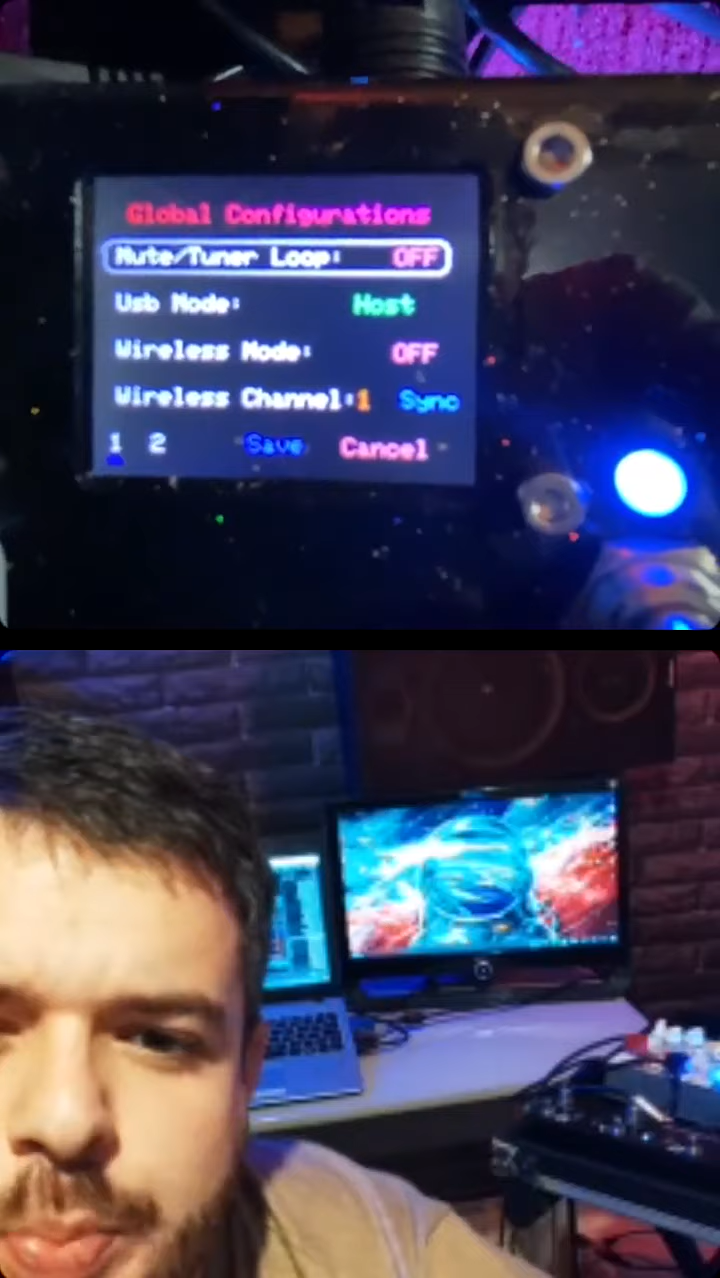 Global Configurations
Mute/Tuner Loop: OFF
Usb Mode: Host
Wireless Mode: OFF
Wireless Channel:1 Sync
1 2 Save Cancel